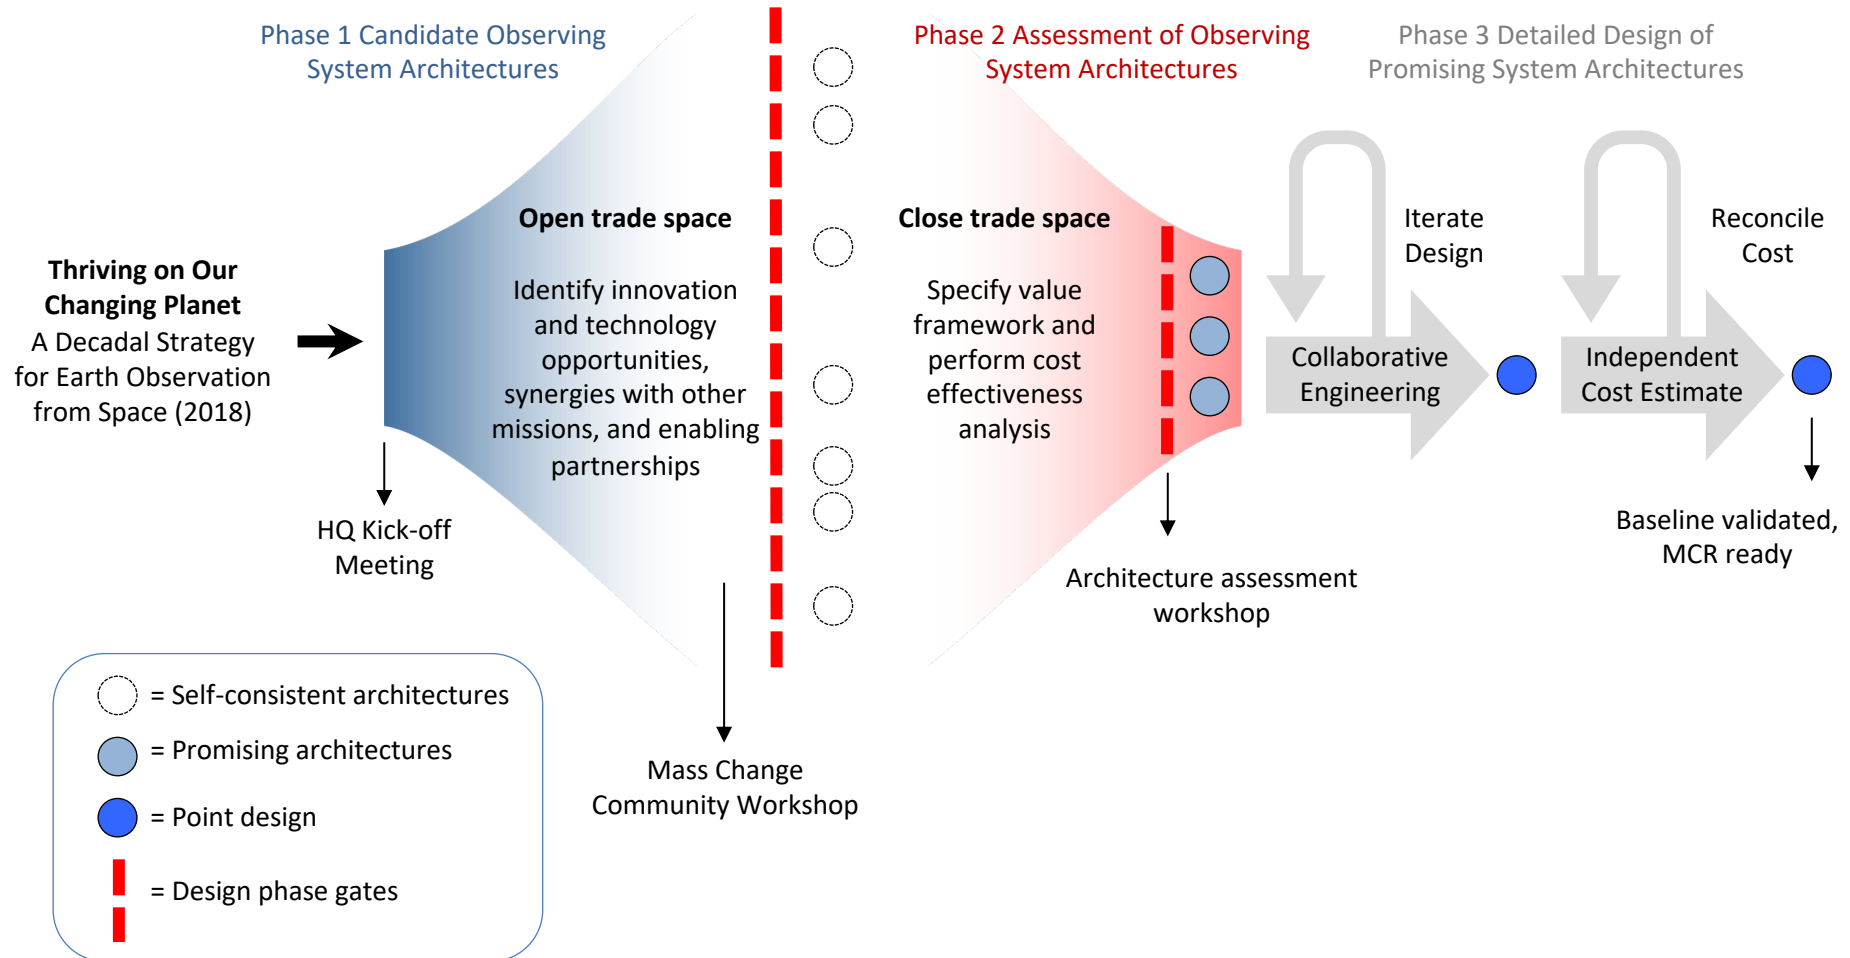 Phase 1 Candidate Observing
System Architectures
Phase 2 Assessment of Observing
System Architectures
Phase 3 Detailed Design of
Promising System Architectures
Thriving on Our
Changing Planet
A Decadal Strategy
for Earth Observation
from Space (2018)
Open trade space
Identify innovation
and technology
opportunities,
synergies with other
missions, and enabling
partnerships
Close trade space
Specify value
framework and
perform cost
effectiveness
analysis
Iterate
Design
Collaborative
Engineering
Reconcile
Cost
Independent
Cost Estimate
HQ Kick-off
Meeting
Mass Change
Community Workshop
Architecture assessment
workshop
Baseline validated,
MCR ready
= Self-consistent architectures
= Promising architectures
= Point design
= Design phase gates